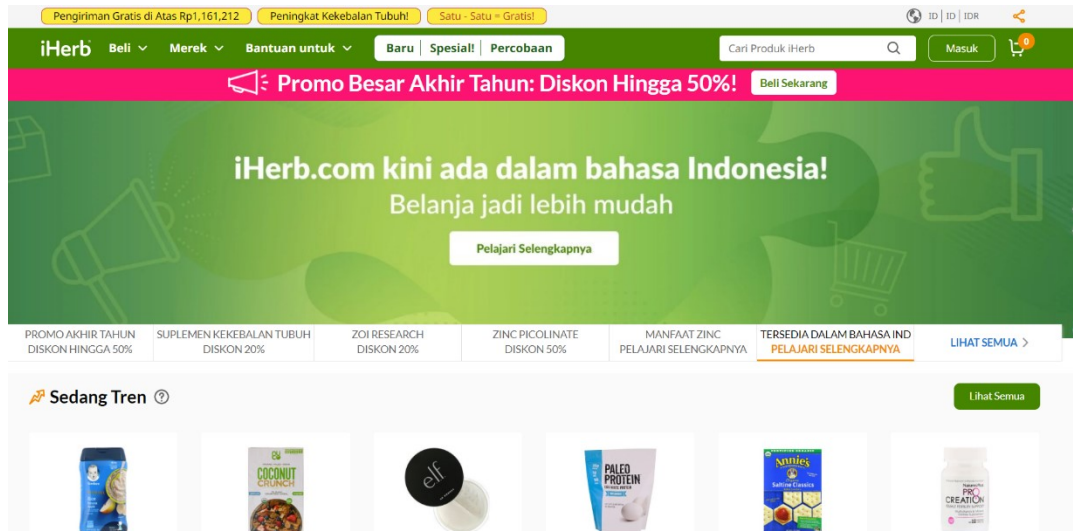 Pengiriman Gratis di Atas Rp1,161,212
Peningkat Kekebalan Tubuh!
Satu - Satu = Gratis!
ID | ID | IDR
iHerb
Beli
Merek
Bantuan untuk
Baru | Spesial! | Percobaan
Cari Produk iHerb
Masuk
0
Promo Besar Akhir Tahun: Diskon Hingga 50%!
Beli Sekarang
iHerb.com kini ada dalam bahasa Indonesia!
Belanja jadi lebih mudah
Pelajari Selengkapnya
PROMO AKHIR TAHUN
DISKON HINGGA 50%
SUPLEMEN KEKEBALAN TUBUH
DISKON 20%
ZOI RESEARCH
DISKON 20%
ZINC PICOLINATE
DISKON 50%
MANFAAT ZINC
PELAJARI SELENGKAPNYA
TERSEDIA DALAM BAHASA IND
PELAJARI SELENGKAPNYA
LIHAT SEMUA >
Sedang Tren
Lihat Semua
COCONUT
CRUNCH
elf
PALEO
PROTEIN
Annie's
Saltine Classics
PRO
CREATION